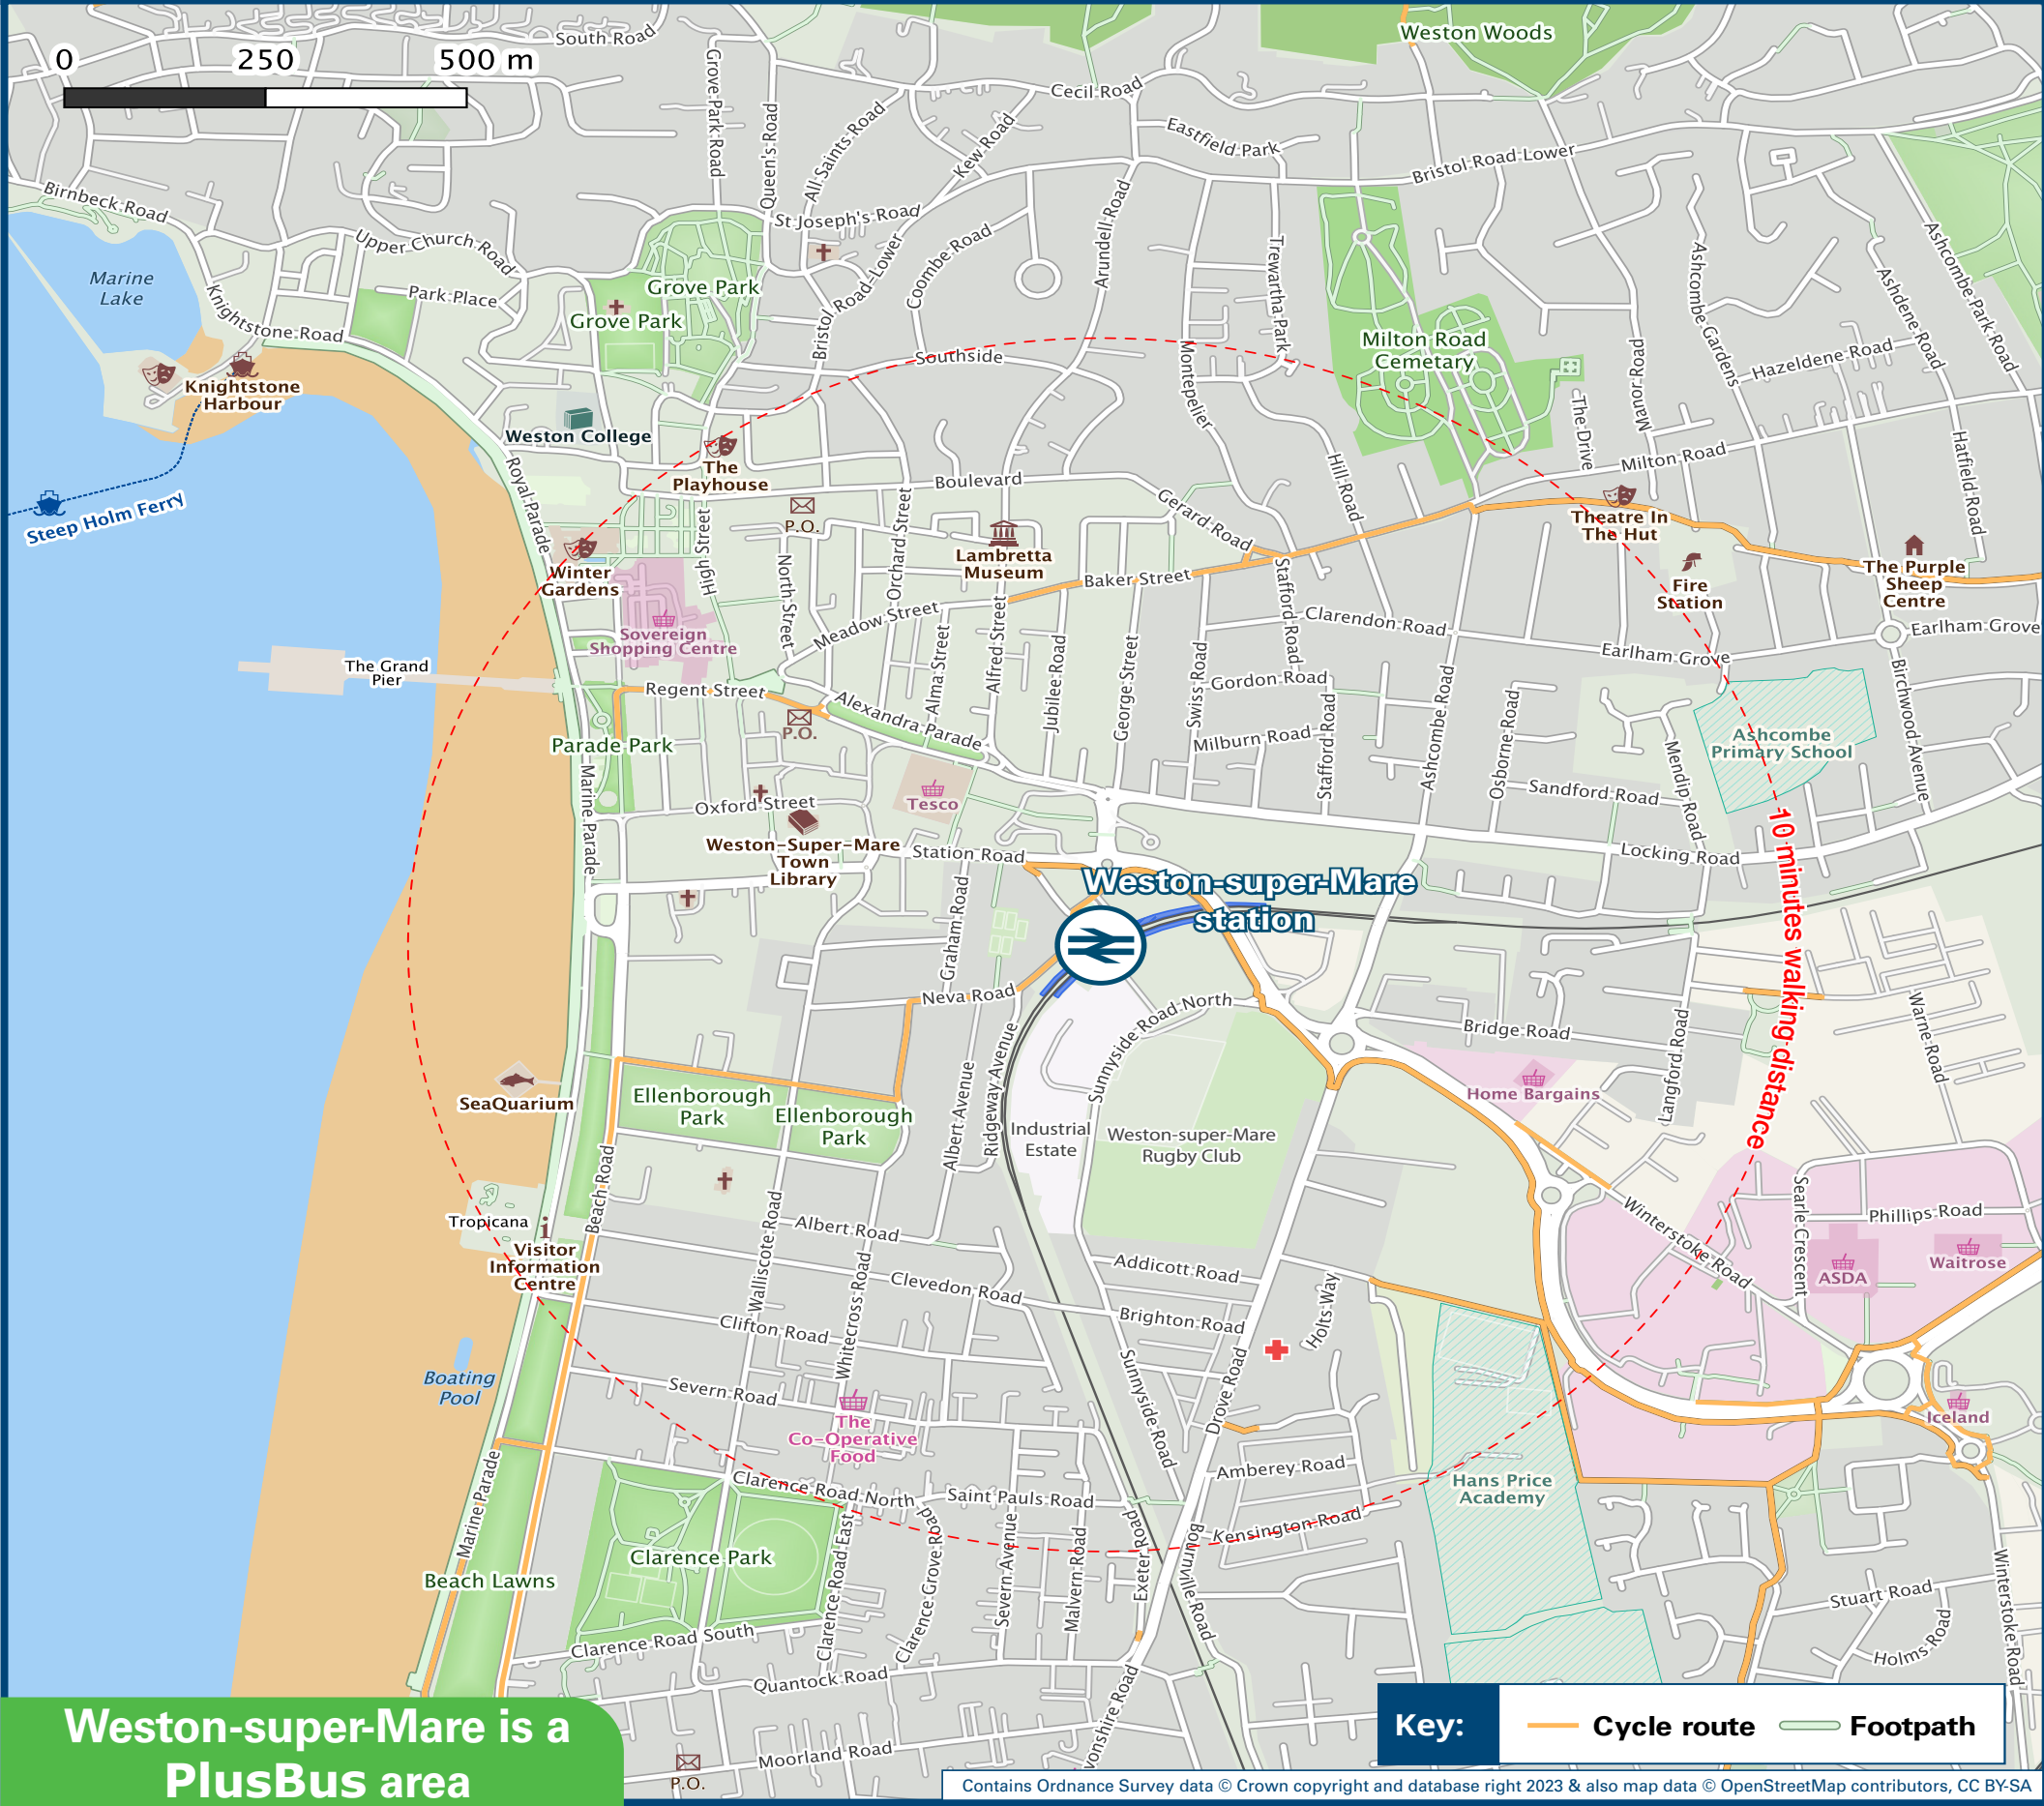 0 250 500 m
South Road
Grove Park Road
Queen's Road
All Saints Road
Kew Road
Cecil Road
Eastfield Park
Weston Woods
Bristol Road Lower
Birnbeck Road
Upper Church Road
St Joseph's Road
Bristol Road Lower
Coombe Road
Arundell Road
Trewartha Park
Ashcombe Gardens
Ashdene Road
Ashcombe Park Road
Marine
Lake
Knightstone Road
Park Place
Grove Park
Grove Park
Southside
Montepelier
Milton Road
Cemetary
Manor Road
Hazeldene Road
The Drive
Knightstone
Harbour
Weston College
The
Playhouse
Royal Parade
Boulevard
Gerard Road
Hill Road
Milton Road
Hatfield Road
Steep Holm Ferry
P.O.
High Street
North Street
Orchard Street
Lambretta
Museum
Theatre In
The Hut
Fire
Station
The Purple
Sheep
Centre
Winter
Gardens
Sovereign
Shopping Centre
Meadow Street
Baker Street
Stafford Road
Clarendon Road
Earlham Grove
Earlham Grove
The Grand
Pier
Regent Street
P.O.
Alexandra Parade
Alma Street
Alfred Street
Jubilee Road
George Street
Swiss Road
Gordon Road
Milburn Road
Stafford Road
Ashcombe Road
Osborne Road
Sandford Road
Mendip Road
Ashcombe
Primary School
Birchwood Avenue
Parade Park
Marine Parade
Oxford Street
Tesco
Weston-Super-Mare
Town
Library
Station Road
Locking Road
Weston-super-Mare
station
10 minutes walking distance
Graham Road
Neva Road
Sunnyside Road North
Bridge Road
Langford Road
Warne Road
SeaQuarium
Ellenborough
Park
Ellenborough
Park
Albert Avenue
Ridgeway Avenue
Industrial
Estate
Weston-super-Mare
Rugby Club
Home Bargains
Beach Road
Tropicana
Visitor
Information
Centre
Walliscote Road
Albert Road
Whitecross Road
Clevedon Road
Clifton Road
Addicott Road
Brighton Road
Holts Way
Winterstoke Road
Searle Crescent
Phillips Road
ASDA
Waitrose
Boating
Pool
Severn Road
The
Co-Operative
Food
Sunnyside Road
Drove Road
Iceland
Marine Parade
Clarence Road North
Saint Pauls Road
Amberey Road
Kensington Road
Hans Price
Academy
Clarence Park
Beach Lawns
Clarence Road East
Clarence Grove Road
Severn Avenue
Malvern Road
Exeter Road
Bournville Road
Clarence Road South
Quantock Road
Stuart Road
Holms Road
Winterstoke Road
Moorland Road
P.O.
vonshire Road
Weston-super-Mare is a
PlusBus area
Key: Cycle route Footpath
Contains Ordnance Survey data © Crown copyright and database right 2023 & also map data © OpenStreetMap contributors, CC BY-SA